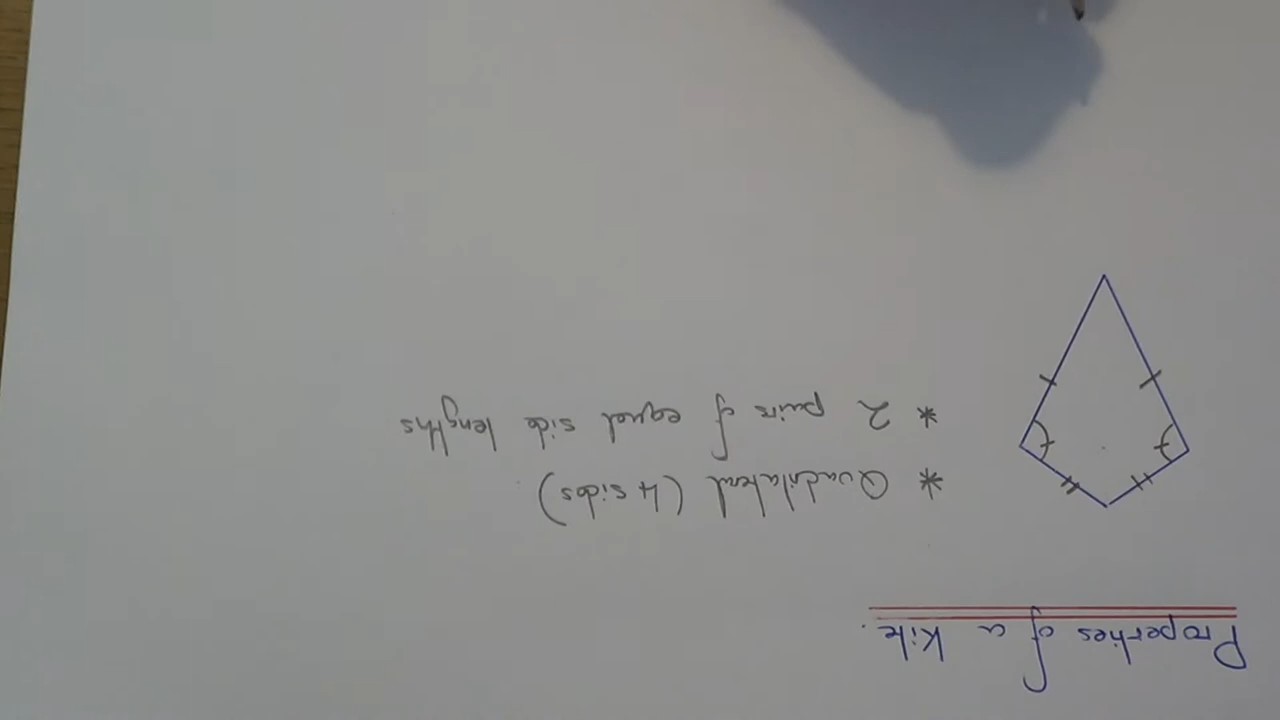 Properties of a Kite.
* Quadrilateral (4 sides)
* 2 pairs of equal side lengths